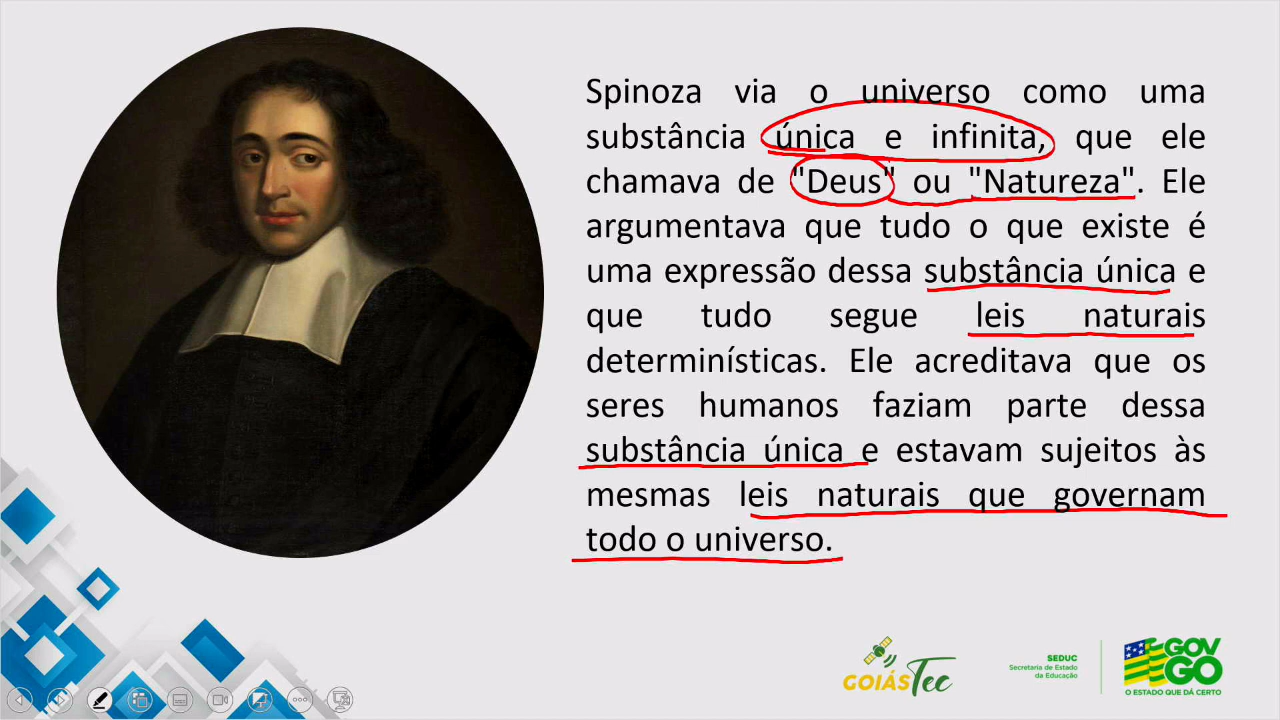 Spinoza via o universo como uma
substância única e infinita, que ele
chamava de "Deus" ou "Natureza". Ele
argumentava que tudo o que existe é
uma expressão dessa substância única e
que tudo segue leis naturais
determinísticas. Ele acreditava que os
seres humanos faziam parte dessa
substância única e estavam sujeitos às
mesmas leis naturais que governam
todo o universo.
GOIÁSTec
SEDUC
Secretaria de Estado
da Educação
GOV
GO
O ESTADO QUE DÁ CERTO